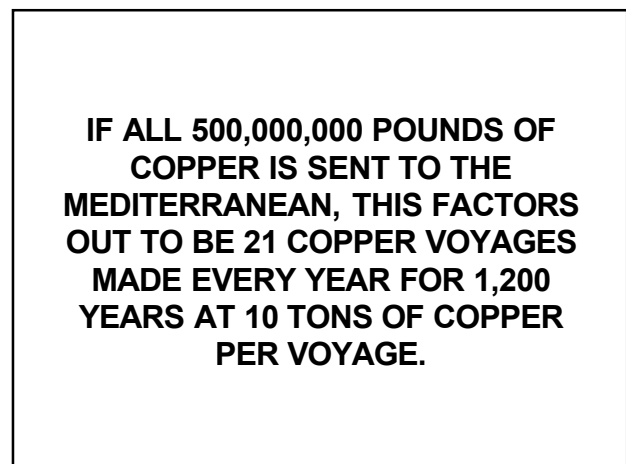 IF ALL 500,000,000 POUNDS OF
COPPER IS SENT TO THE
MEDITERRANEAN, THIS FACTORS
OUT TO BE 21 COPPER VOYAGES
MADE EVERY YEAR FOR 1,200
YEARS AT 10 TONS OF COPPER
PER VOYAGE.